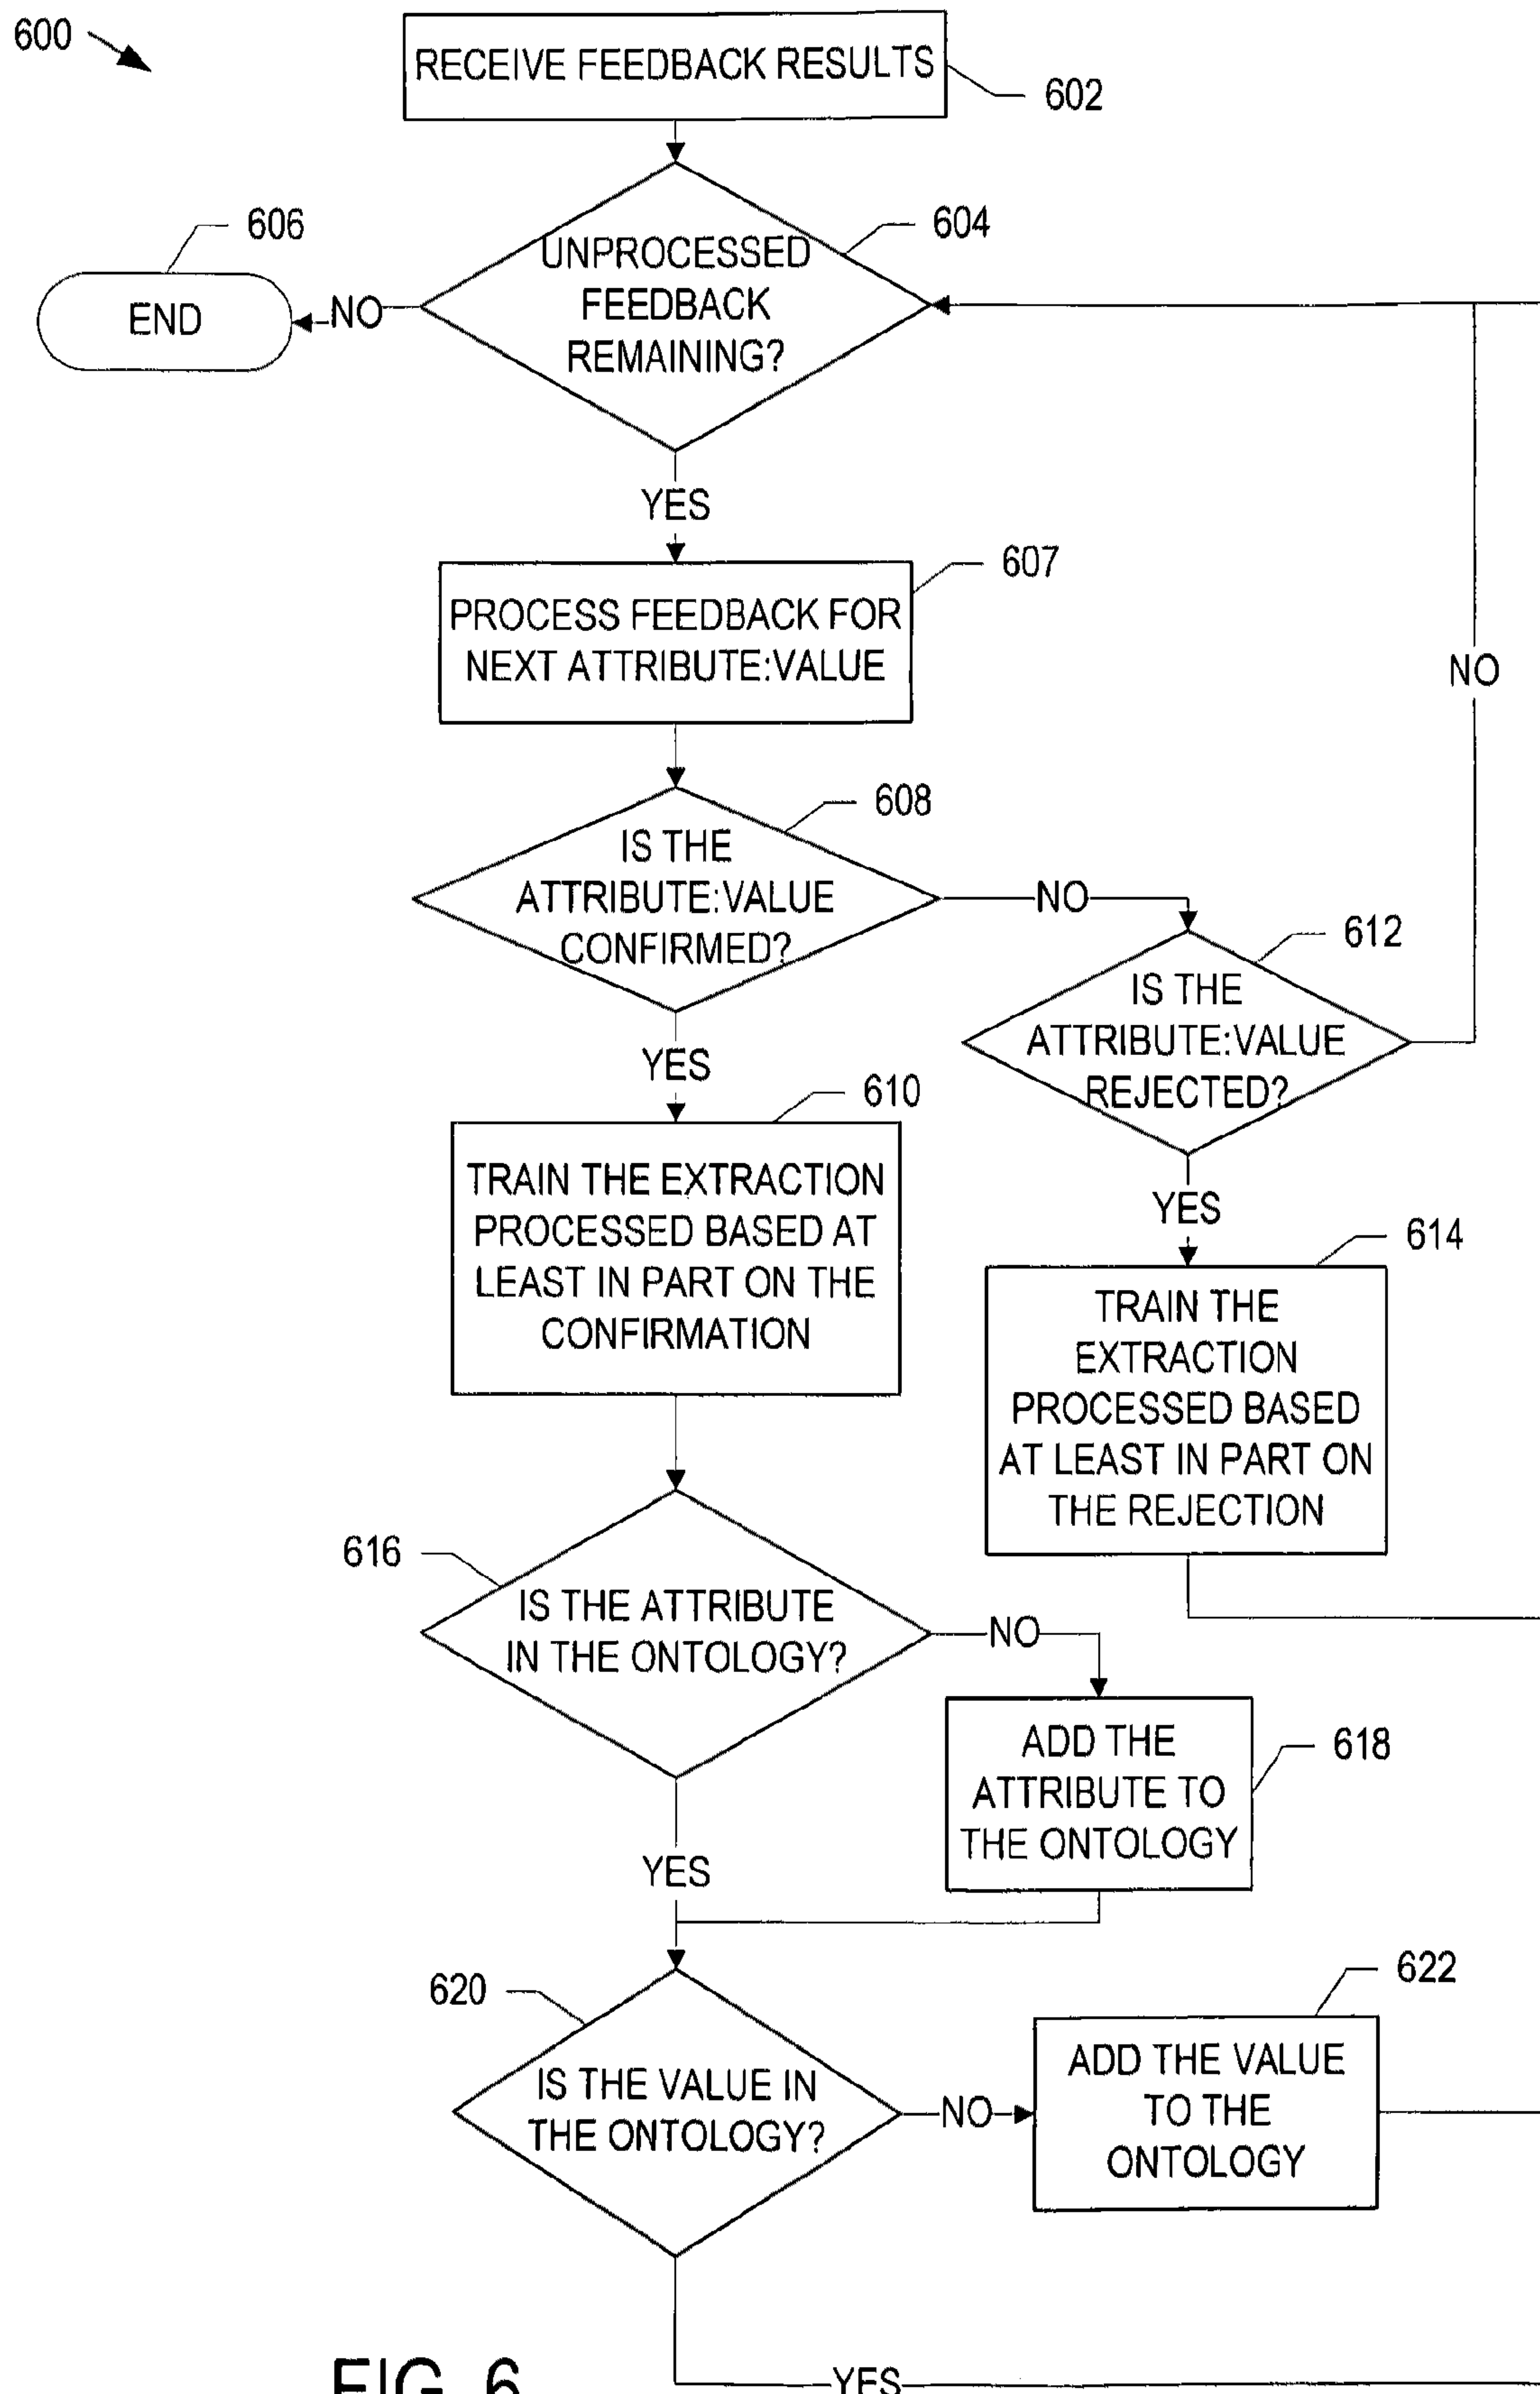 600
RECEIVE FEEDBACK RESULTS
602
606
604
UNPROCESSED
FEEDBACK
REMAINING?
END
NO
YES
607
PROCESS FEEDBACK FOR
NEXT ATTRIBUTE:VALUE
NO
608
IS THE
ATTRIBUTE:VALUE
CONFIRMED?
NO
612
IS THE
ATTRIBUTE:VALUE
REJECTED?
YES
610
TRAIN THE EXTRACTION
PROCESSED BASED AT
LEAST IN PART ON THE
CONFIRMATION
YES
614
TRAIN THE
EXTRACTION
PROCESSED BASED
AT LEAST IN PART ON
THE REJECTION
616
IS THE ATTRIBUTE
IN THE ONTOLOGY?
NO
618
ADD THE
ATTRIBUTE TO
THE ONTOLOGY
YES
620
IS THE VALUE IN
THE ONTOLOGY?
NO
622
ADD THE VALUE
TO THE
ONTOLOGY
YES
FIG. 6